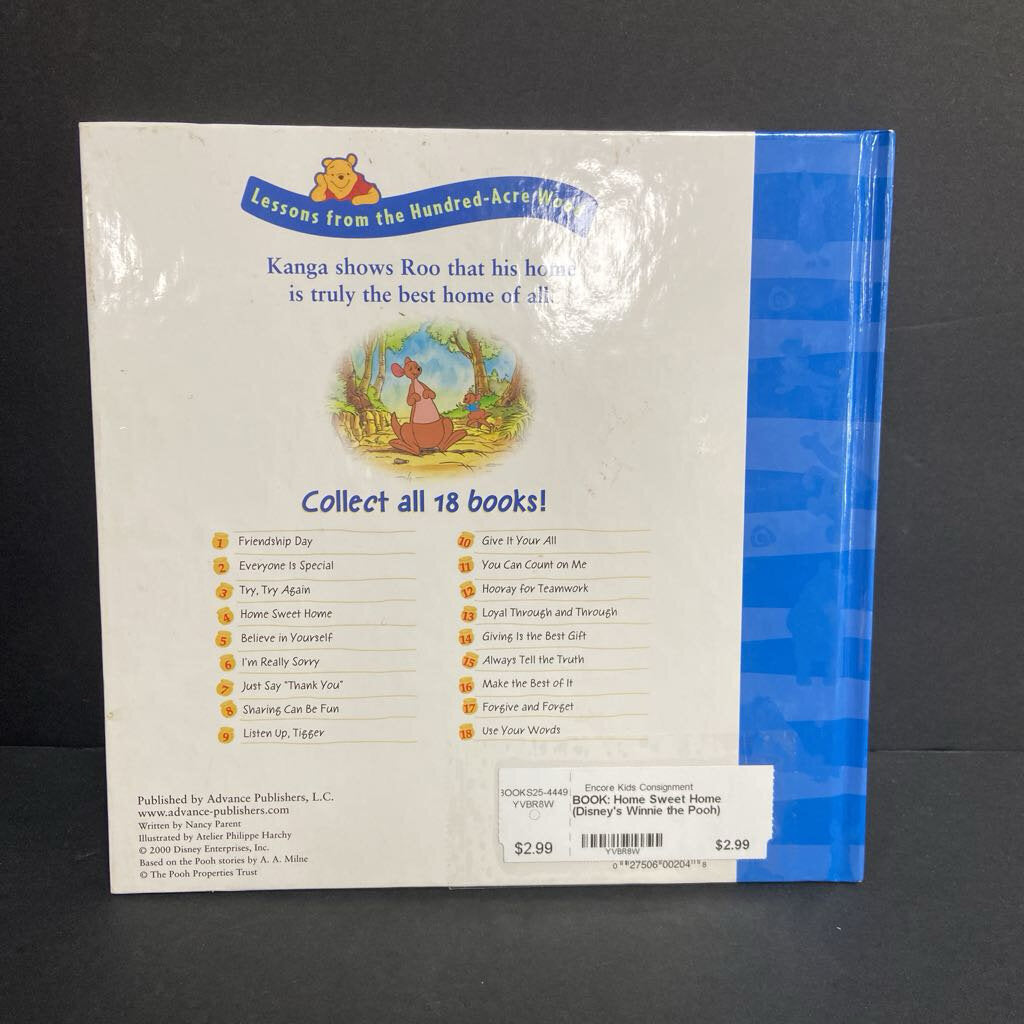 Lessons from the Hundred-Acre Wood
Kanga shows Roo that his home
is truly the best home of all.
Collect all 18 books!
1 Friendship Day
2 Everyone Is Special
3 Try, Try Again
4 Home Sweet Home
5 Believe in Yourself
6 I'm Really Sorry
7 Just Say "Thank You"
8 Sharing Can Be Fun
9 Listen Up, Tigger
10 Give It Your All
11 You Can Count on Me
12 Hooray for Teamwork
13 Loyal Through and Through
14 Giving Is the Best Gift
15 Always Tell the Truth
16 Make the Best of It
17 Forgive and Forget
18 Use Your Words
Published by Advance Publishers, L.C.
www.advance-publishers.com
Written by Nancy Parent
Illustrated by Atelier Philippe Harchy
© 2000 Disney Enterprises, Inc.
Based on the Pooh stories by A. A. Milne
© The Pooh Properties Trust
BOOKS25-4449
YVBR8W
$2.99
Encore Kids Consignment
BOOK: Home Sweet Home
(Disney's Winnie the Pooh)
YVBR8W
$2.99
0 27506 00204 8